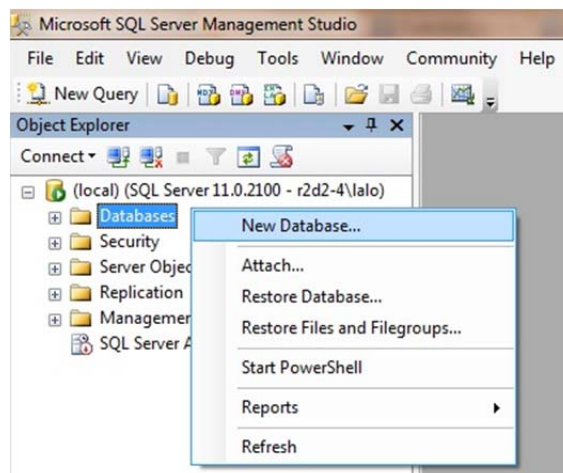 Microsoft SQL Server Management Studio
File Edit View Debug Tools Window Community Help
New Query
Object Explorer
Connect
(local) (SQL Server 11.0.2100 - r2d2-4\lalo)
Databases
Security
Server Objec
Replication
Managemer
SQL Server A
New Database...
Attach...
Restore Database...
Restore Files and Filegroups...
Start PowerShell
Reports
Refresh